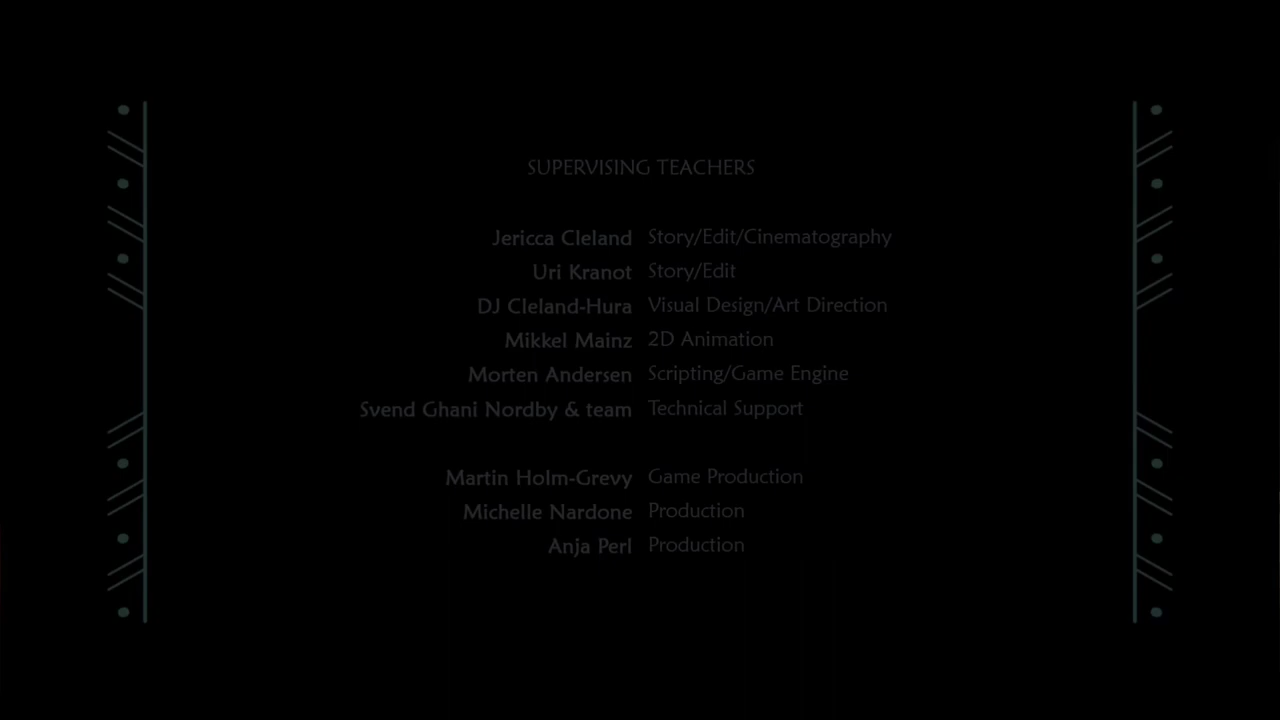 SUPERVISING TEACHERS
Jericca Cleland Story/Edit/Cinematography
Uri Kranot Story/Edit
DJ Cleland-Hura Visual Design/Art Direction
Mikkel Mainz 2D Animation
Morten Andersen Scripting/Game Engine
Svend Ghani Nordby & team Technical Support
Martin Holm-Grevy Game Production
Michelle Nardone Production
Anja Perl Production